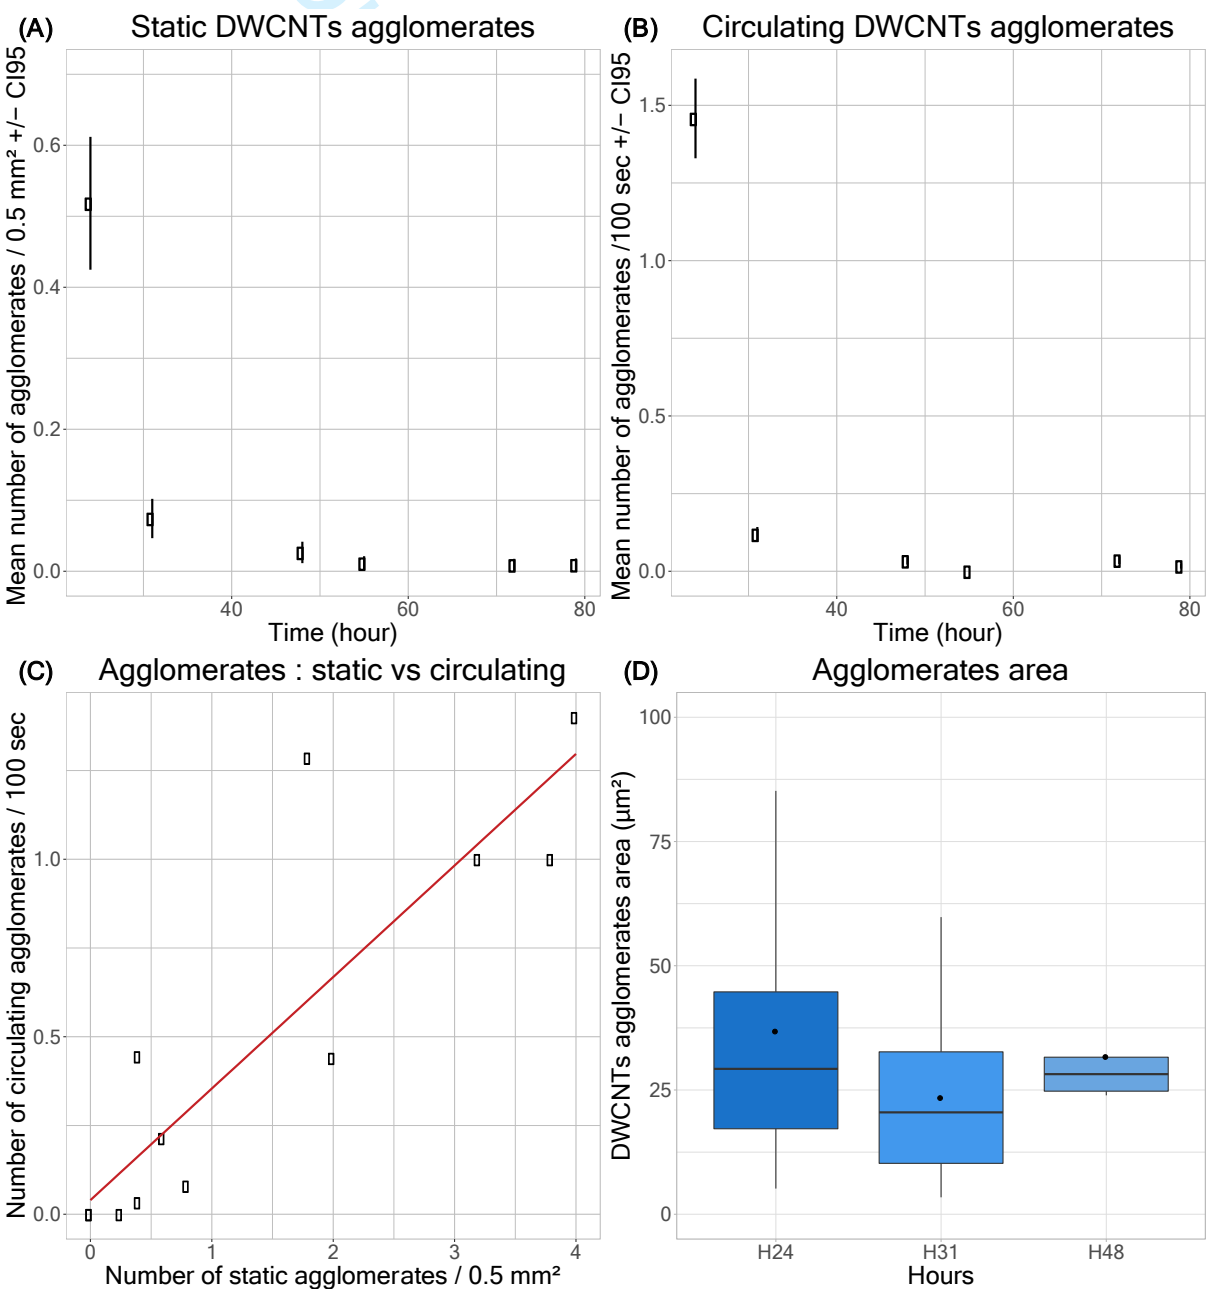 (A) Static DWCNTs agglomerates
Mean number of agglomerates / 0.5 mm² +/− CI95
0.6
0.4
0.2
0.0
40 60 80
Time (hour)
(B) Circulating DWCNTs agglomerates
Mean number of agglomerates /100 sec +/− CI95
1.5
1.0
0.5
0.0
40 60 80
Time (hour)
(C) Agglomerates : static vs circulating
Number of circulating agglomerates / 100 sec
1.0
0.5
0.0
0 1 2 3 4
Number of static agglomerates / 0.5 mm²
(D) Agglomerates area
DWCNTs agglomerates area (µm²)
100
75
50
25
0
H24 H31 H48
Hours